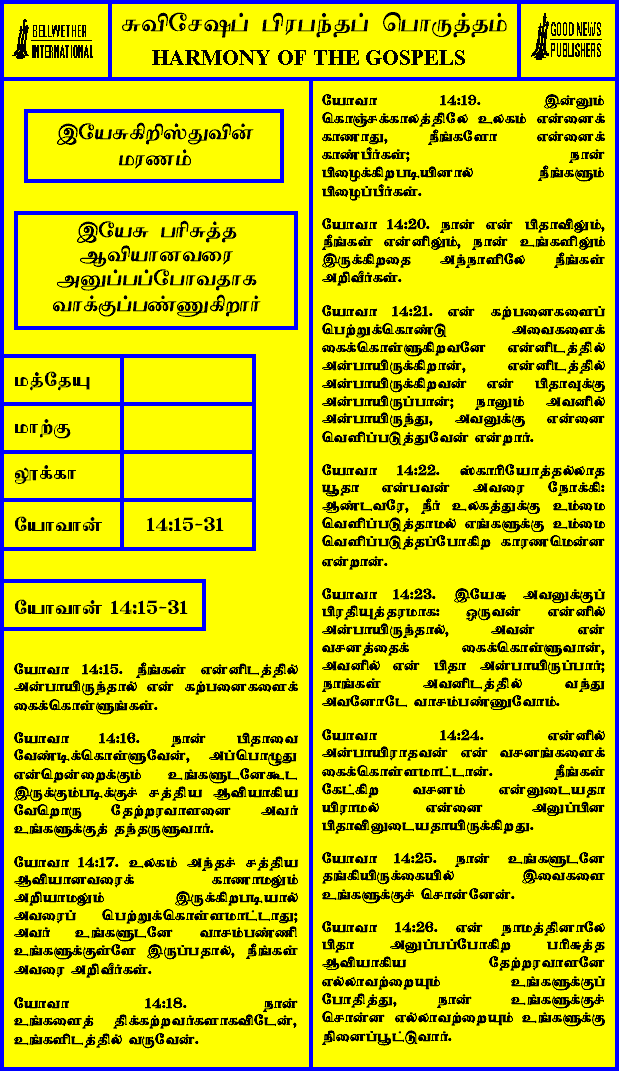 BELLWETHER
INTERNATIONAL
சுவிசேஷப் பிரபந்தப் பொருத்தம்
HARMONY OF THE GOSPELS
GOOD NEWS
PUBLISHERS
இயேசுகிறிஸ்துவின்
மரணம்
இயேசு பரிசுத்த
ஆவியானவரை
அனுப்பப்போவதாக
வாக்குப்பண்ணுகிறார்
மத்தேயு
மாற்கு
லூக்கா
யோவான் 14:15-31
யோவான் 14:15-31
யோவா 14:15. நீங்கள் என்னிடத்தில்
அன்பாயிருந்தால் என் கற்பனைகளைக்
கைக்கொள்ளுங்கள்.
யோவா 14:16. நான் பிதாவை
வேண்டிக்கொள்ளுவேன், அப்பொழுது
என்றென்றைக்கும் உங்களுடனேகூட
இருக்கும்படிக்குச் சத்திய ஆவியாகிய
வேறொரு தேற்றரவாளனை அவர்
உங்களுக்குத் தந்தருளுவார்.
யோவா 14:17. உலகம் அந்தச் சத்திய
ஆவியானவரைக் காணாமலும்
அறியாமலும் இருக்கிறபடியால்
அவரைப் பெற்றுக்கொள்ளமாட்டாது;
அவர் உங்களுடனே வாசம்பண்ணி
உங்களுக்குள்ளே இருப்பதால், நீங்கள்
அவரை அறிவீர்கள்.
யோவா 14:18. நான்
உங்களைத் திக்கற்றவர்களாகவிடேன்,
உங்களிடத்தில் வருவேன்.
யோவா 14:19. இன்னும்
கொஞ்சக்காலத்திலே உலகம் என்னைக்
காணாது, நீங்களோ என்னைக்
காண்பீர்கள்; நான்
பிழைக்கிறபடியினால் நீங்களும்
பிழைப்பீர்கள்.
யோவா 14:20. நான் என் பிதாவிலும்,
நீங்கள் என்னிலும், நான் உங்களிலும்
இருக்கிறதை அந்நாளிலே நீங்கள்
அறிவீர்கள்.
யோவா 14:21. என் கற்பனைகளைப்
பெற்றுக்கொண்டு அவைகளைக்
கைக்கொள்ளுகிறவனே என்னிடத்தில்
அன்பாயிருக்கிறான், என்னிடத்தில்
அன்பாயிருக்கிறவன் என் பிதாவுக்கு
அன்பாயிருப்பான்; நானும் அவனில்
அன்பாயிருந்து, அவனுக்கு என்னை
வெளிப்படுத்துவேன் என்றார்.
யோவா 14:22. ஸ்காரியோத்தல்லாத
யூதா என்பவன் அவரை நோக்கி:
ஆண்டவரே, நீர் உலகத்துக்கு உம்மை
வெளிப்படுத்தாமல் எங்களுக்கு உம்மை
வெளிப்படுத்தப்போகிற காரணமென்ன
என்றான்.
யோவா 14:23. இயேசு அவனுக்குப்
பிரதியுத்தரமாக: ஒருவன் என்னில்
அன்பாயிருந்தால், அவன் என்
வசனத்தைக் கைக்கொள்ளுவான்,
அவனில் என் பிதா அன்பாயிருப்பார்;
நாங்கள் அவனிடத்தில் வந்து
அவனோடே வாசம்பண்ணுவோம்.
யோவா 14:24. என்னில்
அன்பாயிராதவன் என் வசனங்களைக்
கைக்கொள்ளமாட்டான். நீங்கள்
கேட்கிற வசனம் என்னுடையதா
யிராமல் என்னை அனுப்பின
பிதாவினுடையதாயிருக்கிறது.
யோவா 14:25. நான் உங்களுடனே
தங்கியிருக்கையில் இவைகளை
உங்களுக்குச் சொன்னேன்.
யோவா 14:26. என் நாமத்தினாலே
பிதா அனுப்பப்போகிற பரிசுத்த
ஆவியாகிய தேற்றரவாளனே
எல்லாவற்றையும் உங்களுக்குப்
போதித்து, நான் உங்களுக்குச்
சொன்ன எல்லாவற்றையும் உங்களுக்கு
நினைப்பூட்டுவார்.